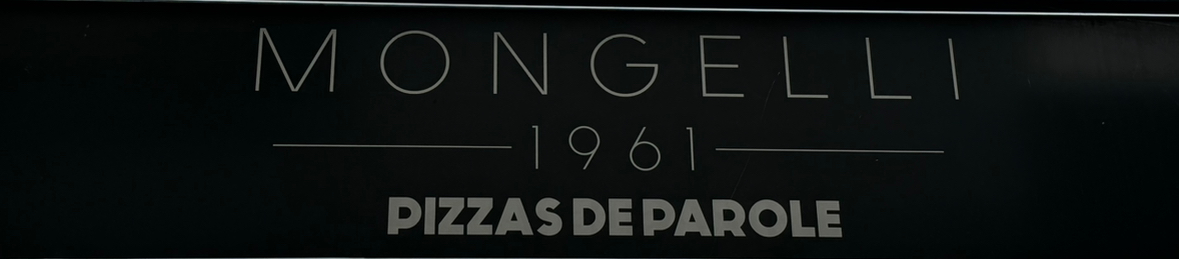 MONGELLI
1961
PIZZAS DE PAROLE